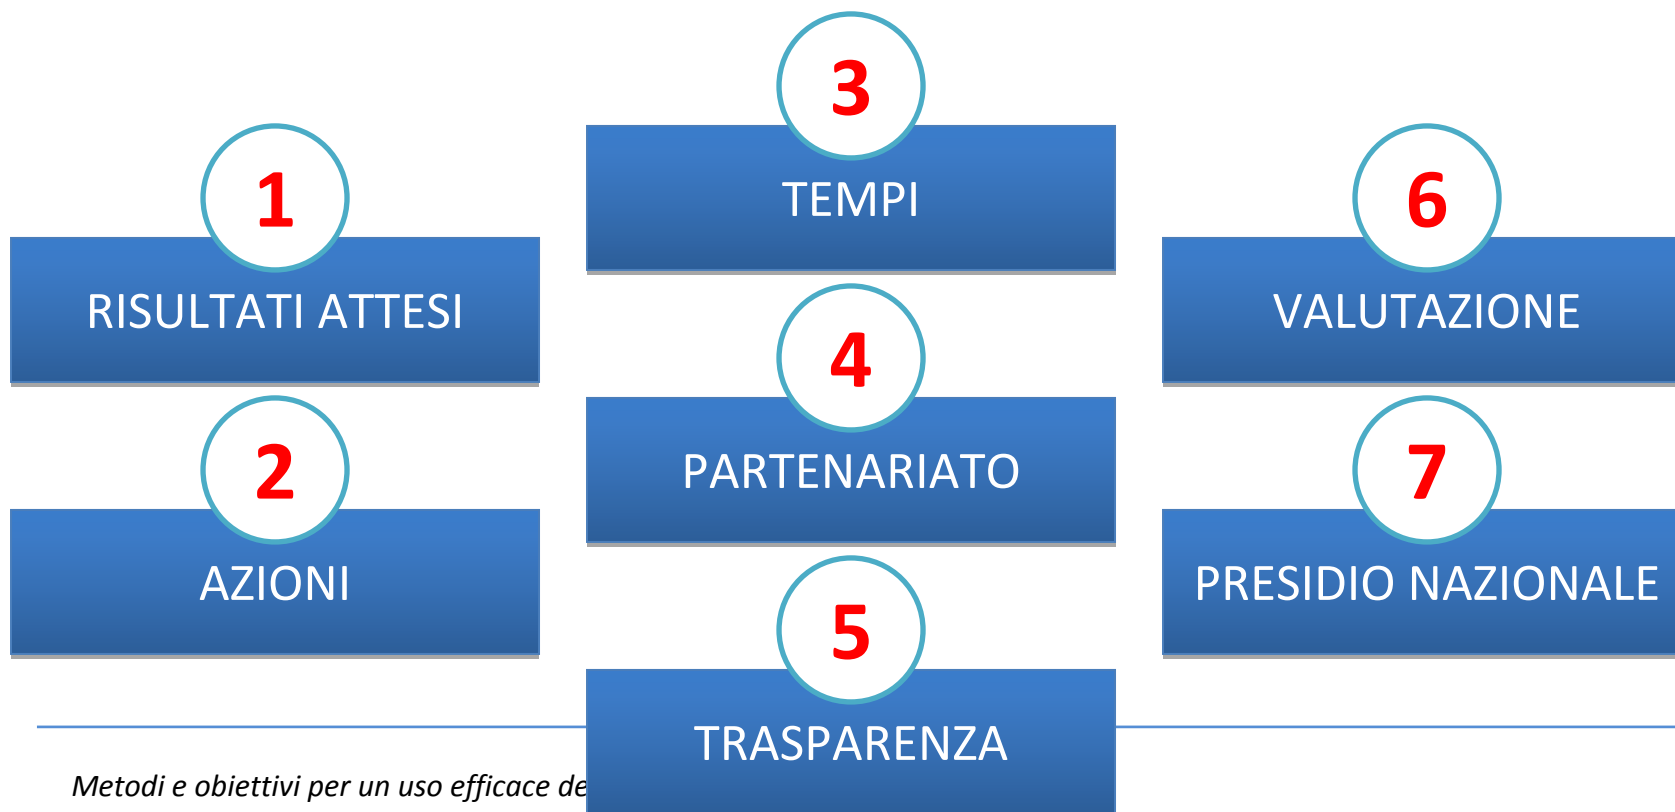 1
RISULTATI ATTESI
2
AZIONI
3
TEMPI
4
PARTENARIATO
5
TRASPARENZA
6
VALUTAZIONE
7
PRESIDIO NAZIONALE
Metodi e obiettivi per un uso efficace de